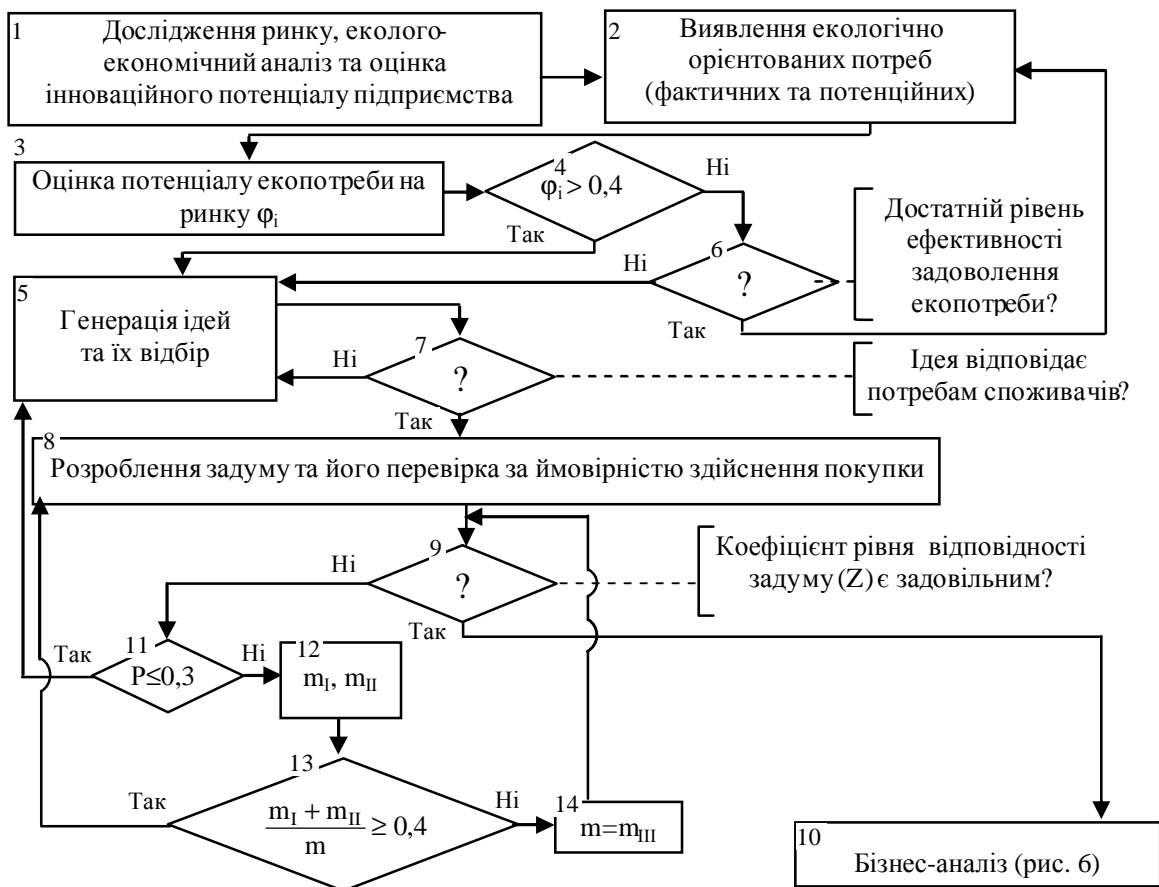 1
Дослідження ринку, еколого-
економічний аналіз та оцінка
інноваційного потенціалу підприємства
2
Виявлення екологічно
орієнтованих потреб
(фактичних та потенційних)
3
Оцінка потенціалу екопотреби на
ринку φi
4
φi > 0,4
Ні
Так
6
?
Ні
Так
Достатній рівень
ефективності
задоволення
екопотреби?
5
Генерація ідей
та їх відбір
7
?
Ні
Так
Ідея відповідає
потребам споживачів?
8
Розроблення задуму та його перевірка за ймовірністю здійснення покупки
9
?
Ні
Так
Коефіцієнт рівня відповідності
задуму (Z) є задовільним?
11
P≤0,3
Так
Ні
12
mI, mII
13
(mI + mII)/m ≥ 0,4
Так
Ні
14
m=mIII
10
Бізнес-аналіз (рис. 6)